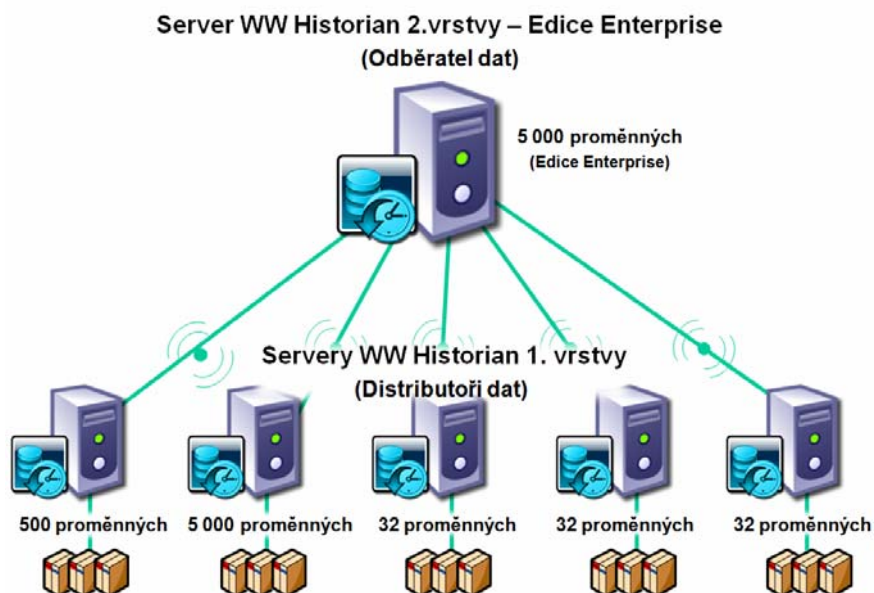 Server WW Historian 2.vrstvy – Edice Enterprise
(Odběratel dat)
5 000 proměnných
(Edice Enterprise)
Servery WW Historian 1. vrstvy
(Distributoři dat)
500 proměnných
5 000 proměnných
32 proměnných
32 proměnných
32 proměnných